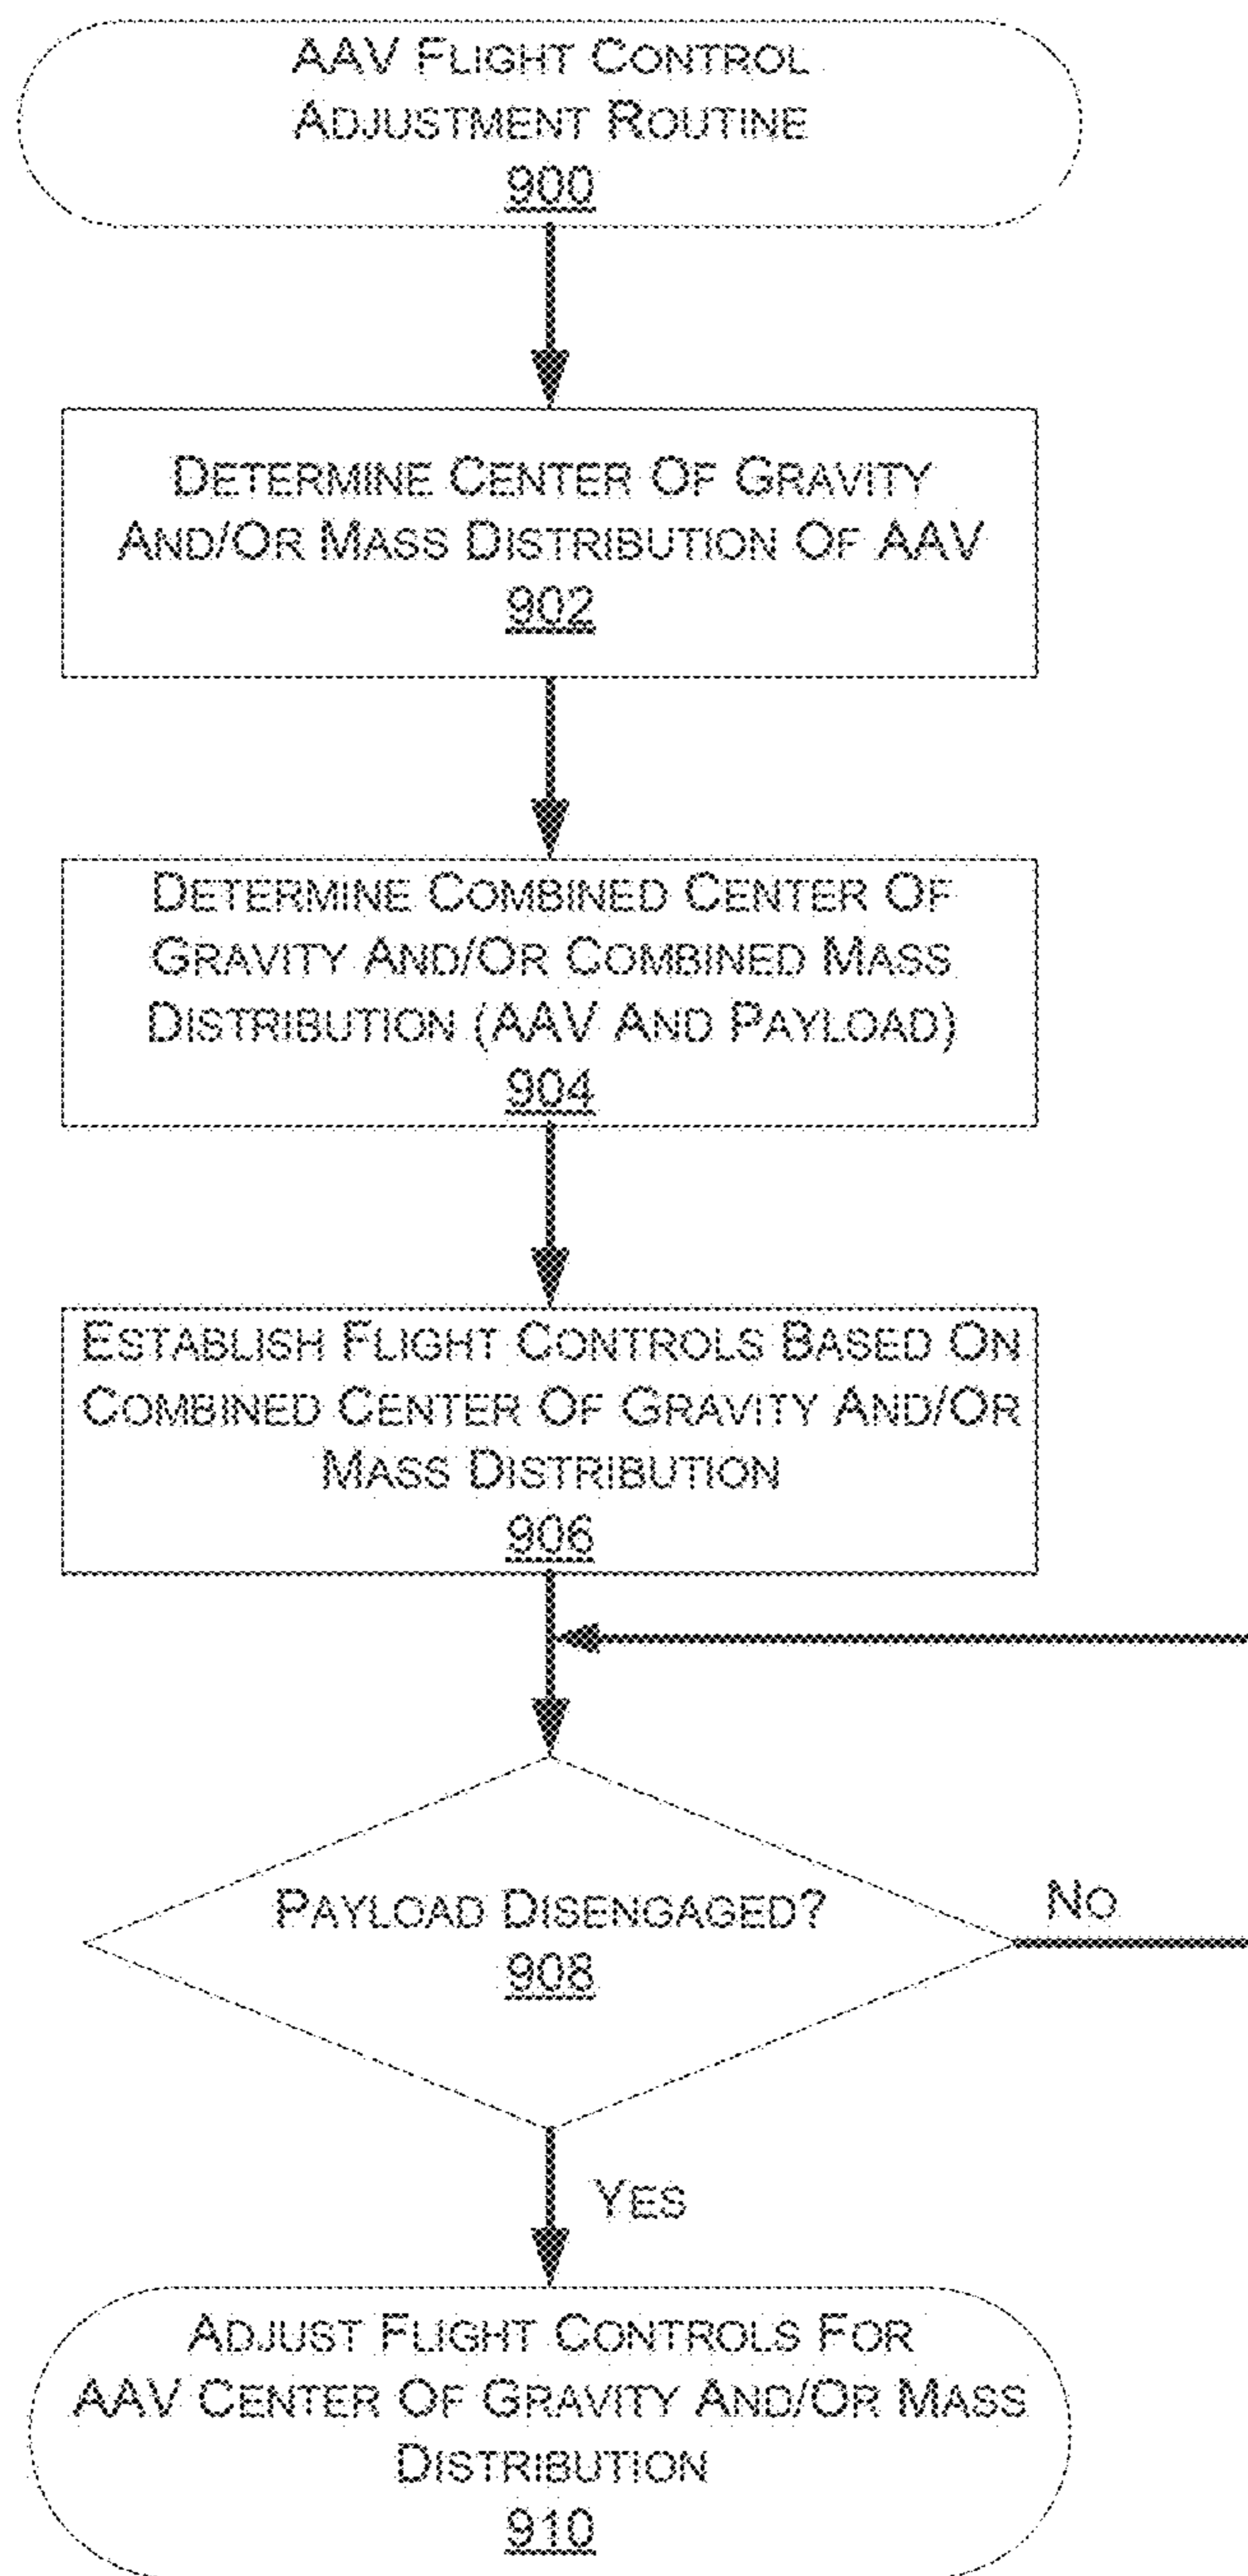 AAV FLIGHT CONTROL
ADJUSTMENT ROUTINE
900
DETERMINE CENTER OF GRAVITY
AND/OR MASS DISTRIBUTION OF AAV
902
DETERMINE COMBINED CENTER OF
GRAVITY AND/OR COMBINED MASS
DISTRIBUTION (AAV AND PAYLOAD)
904
ESTABLISH FLIGHT CONTROLS BASED ON
COMBINED CENTER OF GRAVITY AND/OR
MASS DISTRIBUTION
906
PAYLOAD DISENGAGED?
908
NO
YES
ADJUST FLIGHT CONTROLS FOR
AAV CENTER OF GRAVITY AND/OR MASS
DISTRIBUTION
910